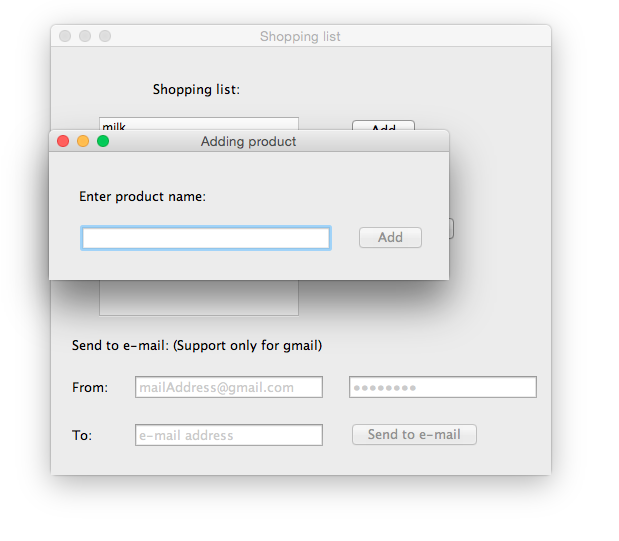 Shopping list
Shopping list:
milk
Add
Adding product
Enter product name:
Add
Send to e-mail: (Support only for gmail)
From: mailAddress@gmail.com ●●●●●●●●
To: e-mail address Send to e-mail